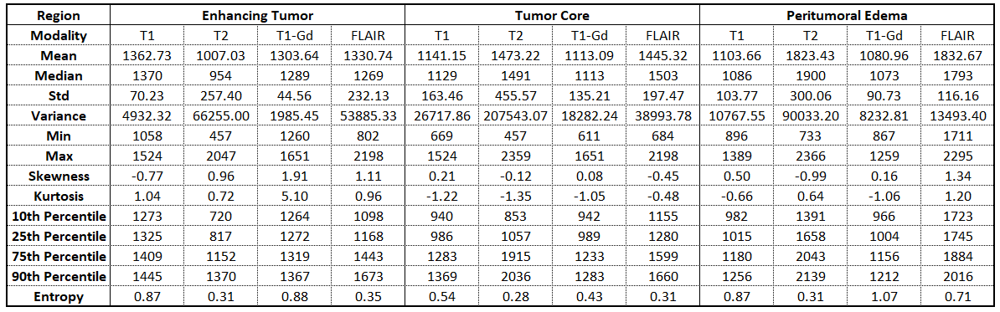 Region Enhancing Tumor Tumor Core Peritumoral Edema
Modality T1 T2 T1-Gd FLAIR T1 T2 T1-Gd FLAIR T1 T2 T1-Gd FLAIR
Mean 1362.73 1007.03 1303.64 1330.74 1141.15 1473.22 1113.09 1445.32 1103.66 1823.43 1080.96 1832.67
Median 1370 954 1289 1269 1129 1491 1113 1503 1086 1900 1073 1793
Std 70.23 257.40 44.56 232.13 163.46 455.57 135.21 197.47 103.77 300.06 90.73 116.16
Variance 4932.32 66255.00 1985.45 53885.33 26717.86 207543.07 18282.24 38993.78 10767.55 90033.20 8232.81 13493.40
Min 1058 457 1260 802 669 457 611 684 896 733 867 1711
Max 1524 2047 1651 2198 1524 2359 1651 2198 1389 2366 1259 2295
Skewness -0.77 0.96 1.91 1.11 0.21 -0.12 0.08 -0.45 0.50 -0.99 0.16 1.34
Kurtosis 1.04 0.72 5.10 0.96 -1.22 -1.35 -1.05 -0.48 -0.66 0.64 -1.06 1.20
10th Percentile 1273 720 1264 1098 940 853 942 1155 982 1391 966 1723
25th Percentile 1325 817 1272 1168 986 1057 989 1280 1015 1658 1004 1745
75th Percentile 1409 1152 1319 1443 1283 1915 1233 1599 1180 2043 1156 1884
90th Percentile 1445 1370 1367 1673 1369 2036 1283 1660 1256 2139 1212 2016
Entropy 0.87 0.31 0.88 0.35 0.54 0.28 0.43 0.31 0.87 0.31 1.07 0.71